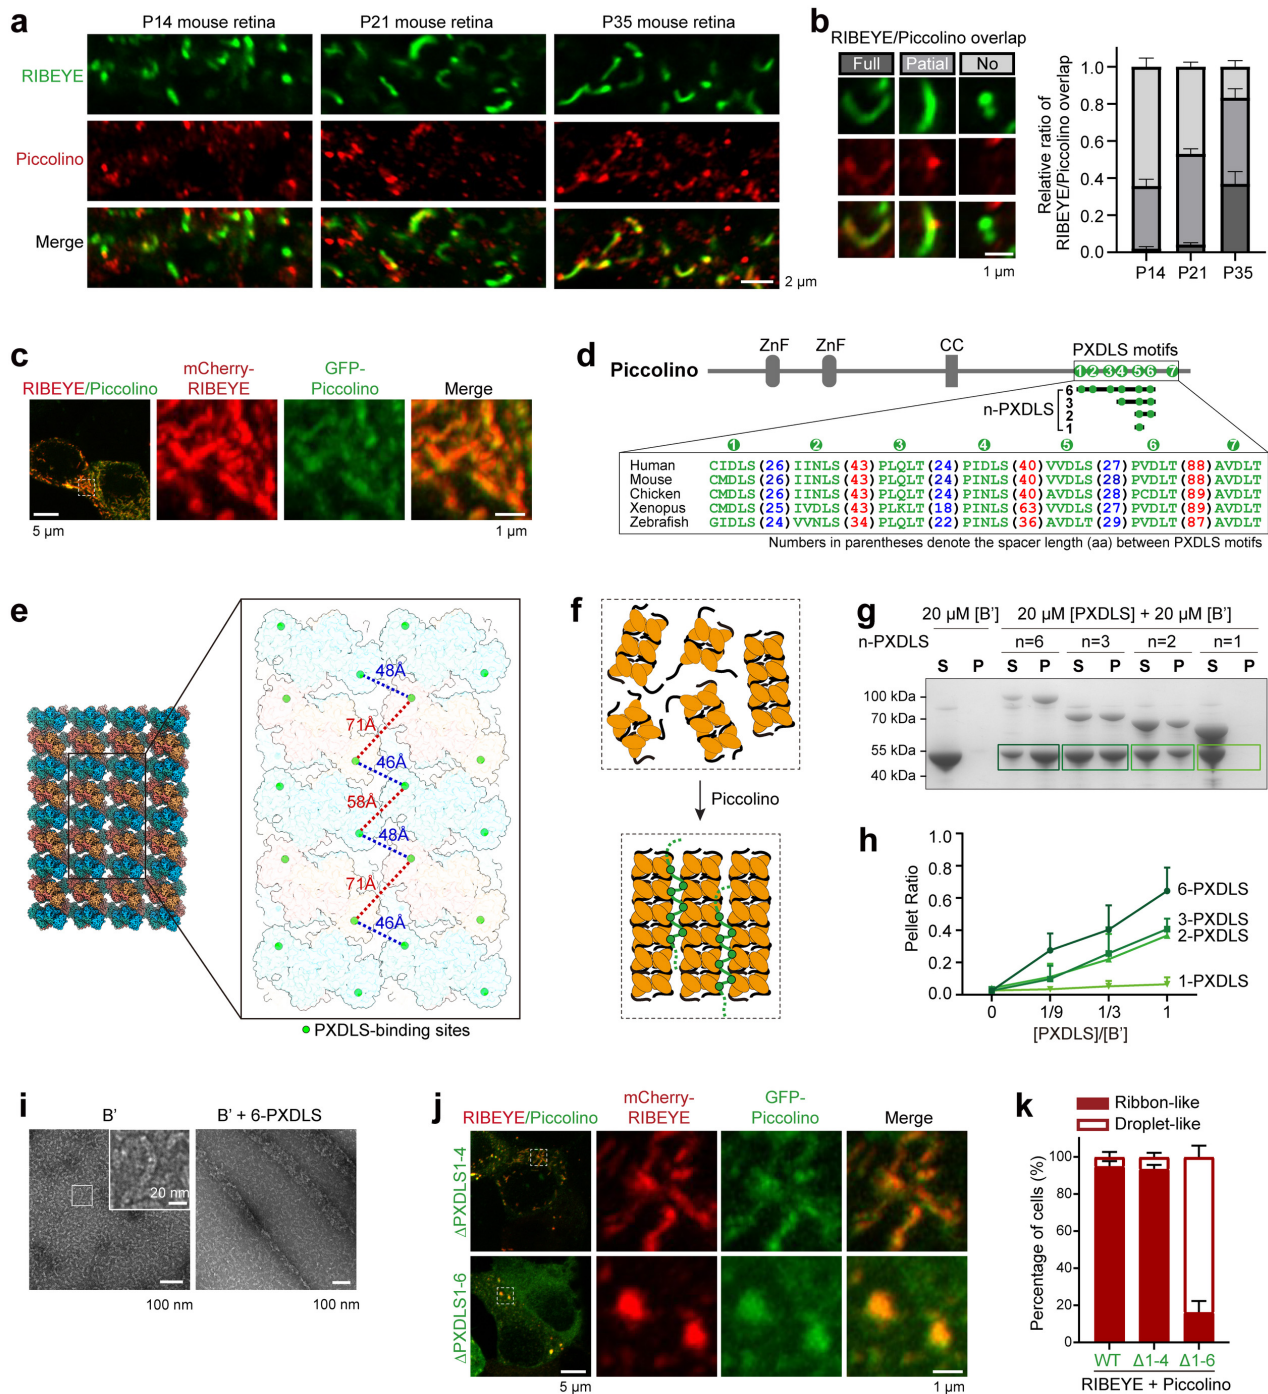 a
P14 mouse retina
P21 mouse retina
P35 mouse retina
RIBEYE
Piccolino
Merge
2 µm
b
RIBEYE/Piccolino overlap
Full
Patial
No
1 µm
Relative ratio of
RIBEYE/Piccolino overlap
1.0
0.8
0.6
0.4
0.2
0.0
P14 P21 P35
c
RIBEYE/Piccolino
mCherry-
RIBEYE
GFP-
Piccolino
Merge
5 µm
1 µm
d
ZnF ZnF CC PXDLS motifs
Piccolino
1 2 3 4 5 6 7
n-PXDLS
6
3
2
1
1 2 3 4 5 6 7
Human CIDLS (26) IINLS (43) PLQLT (24) PIDLS (40) VVDLS (27) PVDLT (88) AVDLT
Mouse CMDLS (26) IINLS (43) PLQLT (24) PIDLS (40) VVDLS (28) PVDLT (88) AVDLT
Chicken CMDLS (26) IINLS (43) PLQLT (24) PINLS (40) VVDLS (28) PCDLT (89) AVDLT
Xenopus CMDLS (25) IVDLS (43) PLKLT (18) PINLS (63) VVDLS (27) PVDLT (89) AVDLT
Zebrafish GIDLS (24) VVNLS (34) PLQLT (22) PINLS (36) AVDLT (29) PVDLT (87) AVDLT
Numbers in parentheses denote the spacer length (aa) between PXDLS motifs
e
48Å
71Å
46Å
58Å
48Å
71Å
46Å
PXDLS-binding sites
f
Piccolino
g
20 µM [B']
20 µM [PXDLS] + 20 µM [B']
n-PXDLS
n=6 n=3 n=2 n=1
S P S P S P S P S P
100 kDa
70 kDa
55 kDa
40 kDa
h
Pellet Ratio
1.0
0.8
0.6
0.4
0.2
0.0
6-PXDLS
3-PXDLS
2-PXDLS
1-PXDLS
0 1/9 1/3 1
[PXDLS]/[B']
i
B'
B' + 6-PXDLS
20 nm
100 nm
100 nm
j
RIBEYE/Piccolino
mCherry-
RIBEYE
GFP-
Piccolino
Merge
ΔPXDLS1-4
ΔPXDLS1-6
5 µm
1 µm
k
Ribbon-like
Droplet-like
Percentage of cells (%)
100
80
60
40
20
0
WT Δ1-4 Δ1-6
RIBEYE + Piccolino